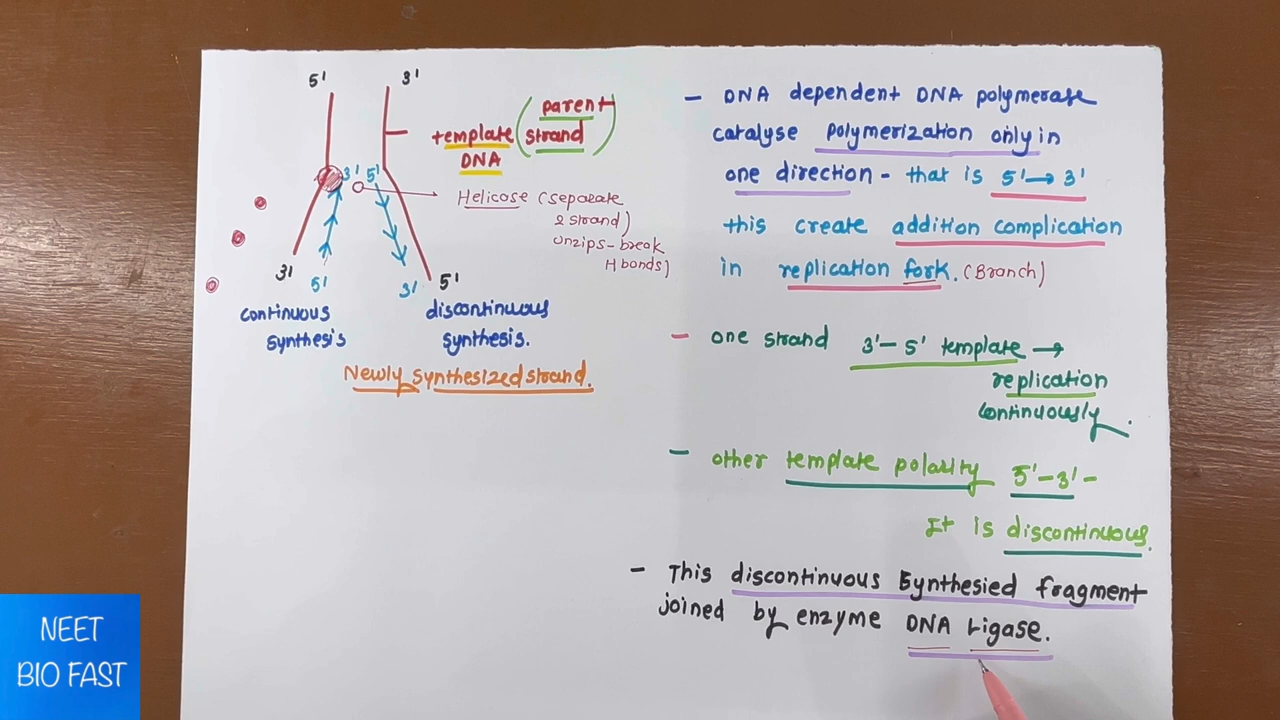 5' 3'
template (parent strand)
DNA
3' 5'
Helicose (separate
2 strand)
unzips-break
H bonds)
3' 5' 3' 5'
continuous
synthesis
discontinuous
synthesis.
Newly synthesized strand.
- DNA dependent DNA polymerase
catalyse polymerization only in
one direction - that is 5'→3'
this create addition complication
in replication fork. (Branch)
- one strand 3'-5' template →
replication
continuously.
- other template polarity 5'-3'-
It is discontinuous.
- This discontinuous synthesied fragment
joined by enzyme DNA Ligase.
NEET
BIO FAST